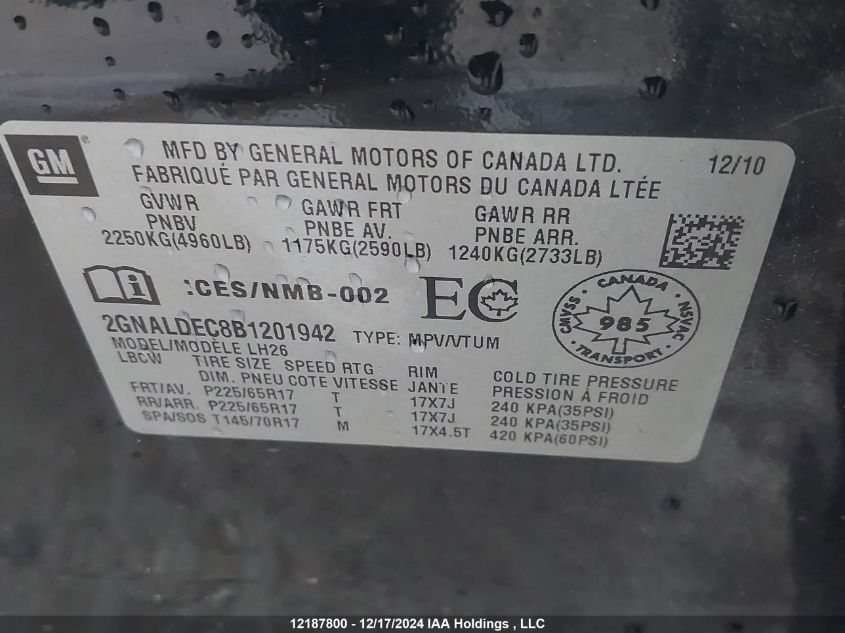 GM
MFD BY GENERAL MOTORS OF CANADA LTD. 12/10
FABRIQUÉ PAR GENERAL MOTORS DU CANADA LTÉE
GVWR GAWR FRT GAWR RR
PNBV PNBE AV. PNBE ARR.
2250KG(4960LB) 1175KG(2590LB) 1240KG(2733LB)
:CES/NMB-002 EC
CANADA
CMVSS 985 NSVAC
TRANSPORT
2GNALDEC8B1201942 TYPE: MPV/VTUM
MODEL/MODÈLE LH26
LBCW TIRE SIZE SPEED RTG RIM COLD TIRE PRESSURE
DIM. PNEU COTE VITESSE JANTE PRESSION À FROID
FRT/AV. P225/65R17 T 17X7J 240 KPA(35PSI)
RR/ARR. P225/65R17 T 17X7J 240 KPA(35PSI)
SPA/SOS T145/70R17 M 17X4.5T 420 KPA(60PSI)
12187800 - 12/17/2024 IAA Holdings , LLC